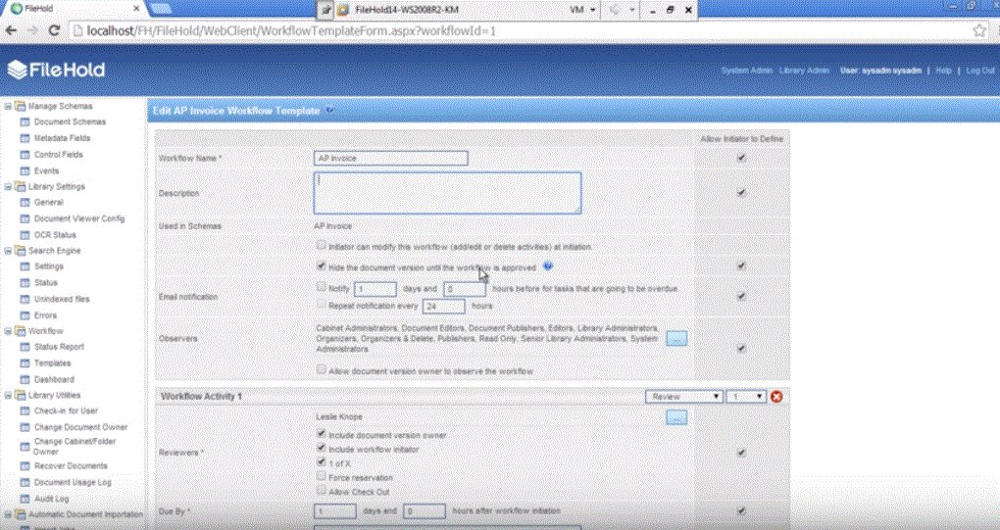 FileHold
FileHold14-WS2008R2-KM
VM
localhost/FH/FileHold/WebClient/WorkflowTemplateForm.aspx?workflowId=1
FileHold
System Admin Library Admin User: sysadm sysadm | Help | Log Out
Manage Schemas
Document Schemas
Metadata Fields
Control Fields
Events
Library Settings
General
Document Viewer Config
OCR Status
Search Engine
Settings
Status
Unindexed files
Errors
Workflow
Status Report
Templates
Dashboard
Library Utilities
Check-in for User
Change Document Owner
Change Cabinet/Folder
Owner
Recover Documents
Document Usage Log
Audit Log
Automatic Document Importation
Edit AP Invoice Workflow Template
Allow Initiator to Define
Workflow Name * AP Invoice
Description
Used in Schemas AP Invoice
Initiator can modify this workflow (add/edit or delete activities) at initiation.
Hide the document version until the workflow is approved
Email notification
Notify 1 days and 0 hours before for tasks that are going to be overdue.
Repeat notification every 24 hours
Observers
Cabinet Administrators, Document Editors, Document Publishers, Editors, Library Administrators,
Organizers, Organizers & Delete, Publishers, Read Only, Senior Library Administrators, System
Administrators
...
Allow document version owner to observe the workflow
Workflow Activity 1 Review 1
Leslie Knope ...
Reviewers *
Include document version owner
Include workflow initiator
1 of X
Force reservation
Allow Check Out
Due By * 1 days and 0 hours after workflow initiation